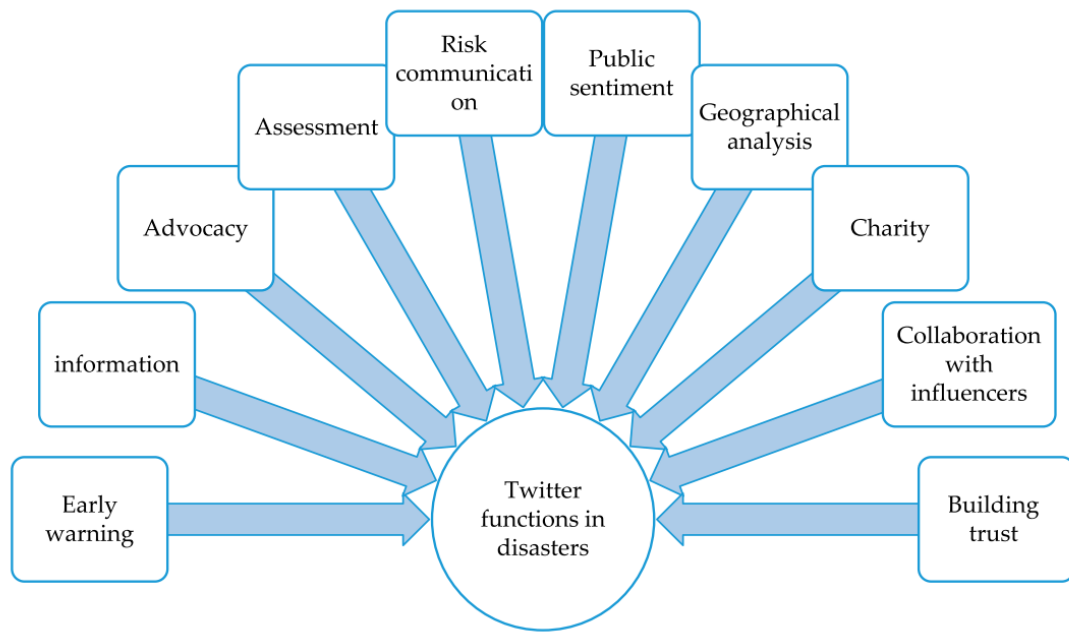 Early
warning
information
Advocacy
Assessment
Risk
communicati
on
Public
sentiment
Geographical
analysis
Charity
Collaboration
with
influencers
Building
trust
Twitter
functions in
disasters